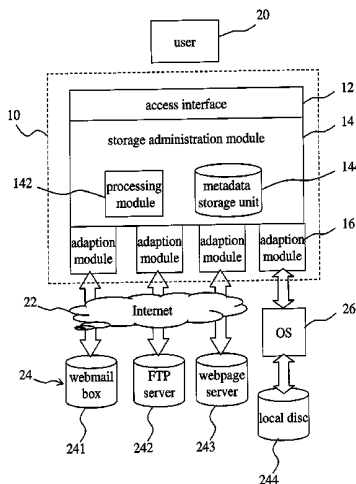 20
user
10
access interface
12
storage administration module
14
142
processing
module
metadata
storage unit
144
adaption
module
adaption
module
adaption
module
adaption
module
16
22
Internet
OS
26
24
webmail
box
FTP
server
webpage
server
241
242
243
local disc
244